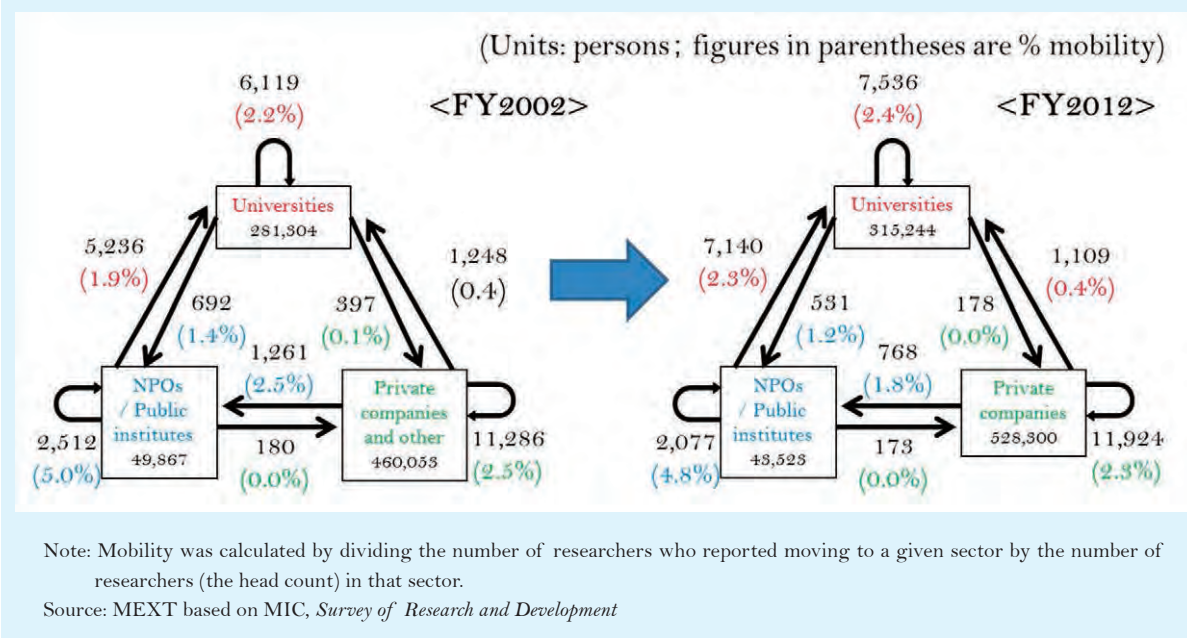 (Units: persons; figures in parentheses are % mobility)
<FY2002>
6,119
(2.2%)
Universities
281,304
5,236
(1.9%)
692
(1.4%)
397
(0.1%)
1,248
(0.4)
1,261
(2.5%)
180
(0.0%)
NPOs
/ Public
institutes
49,867
2,512
(5.0%)
Private
companies
and other
460,053
11,286
(2.5%)
<FY2012>
7,536
(2.4%)
Universities
315,244
7,140
(2.3%)
531
(1.2%)
178
(0.0%)
1,109
(0.4%)
768
(1.8%)
173
(0.0%)
NPOs
/ Public
institutes
43,523
2,077
(4.8%)
Private
companies
528,300
11,924
(2.3%)
Note: Mobility was calculated by dividing the number of researchers who reported moving to a given sector by the number of
researchers (the head count) in that sector.
Source: MEXT based on MIC, Survey of Research and Development